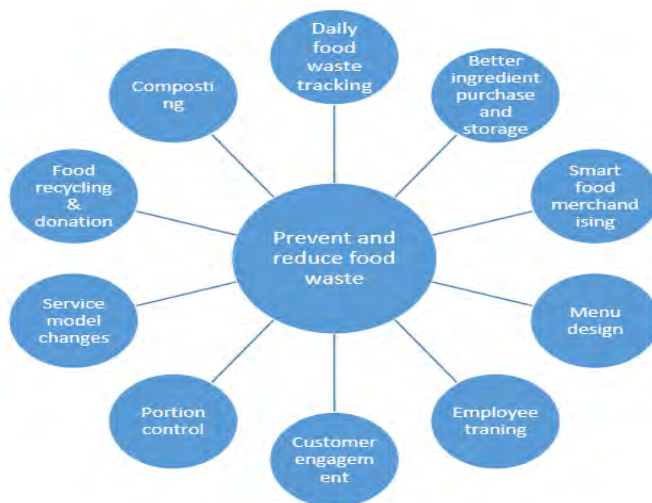 Daily
food
waste
tracking
Better
ingredient
purchase
and
storage
Smart
food
merchand
ising
Menu
design
Employee
traning
Customer
engagem
ent
Portion
control
Service
model
changes
Food
recycling
&
donation
Composti
ng
Prevent and
reduce food
waste